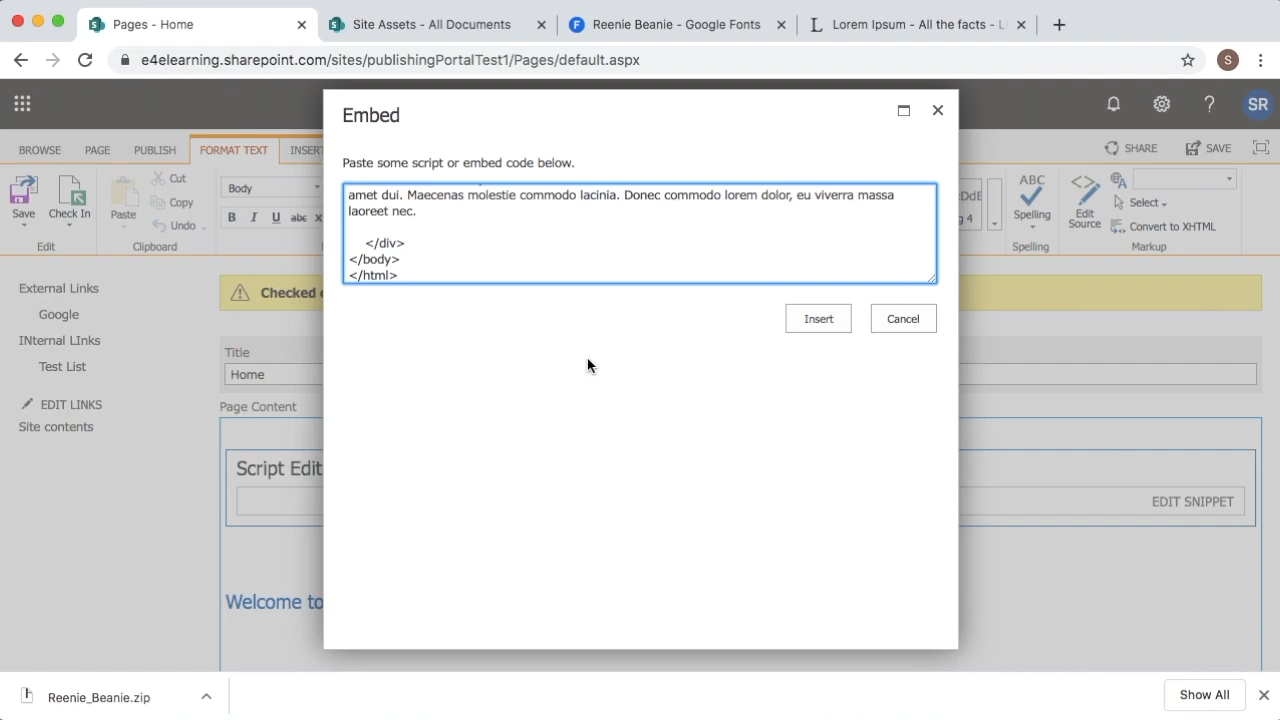 Pages - Home
Site Assets - All Documents
Reenie Beanie - Google Fonts
Lorem Ipsum - All the facts - Li
e4elearning.sharepoint.com/sites/publishingPortalTest1/Pages/default.aspx
S
SR
BROWSE
PAGE
PUBLISH
FORMAT TEXT
INSERT
SHARE
SAVE
Save
Check In
Paste
Cut
Copy
Undo
Body
B I U abc
ABC
Spelling
Edit Source
Select
Convert to XHTML
Edit
Clipboard
Spelling
Markup
Embed
Paste some script or embed code below.
amet dui. Maecenas molestie commodo lacinia. Donec commodo lorem dolor, eu viverra massa
laoreet nec.
</div>
</body>
</html>
Insert
Cancel
External Links
Google
INternal LInks
Test List
EDIT LINKS
Site contents
Checked
Title
Home
Page Content
Script Edit
EDIT SNIPPET
Welcome to
Reenie_Beanie.zip
Show All